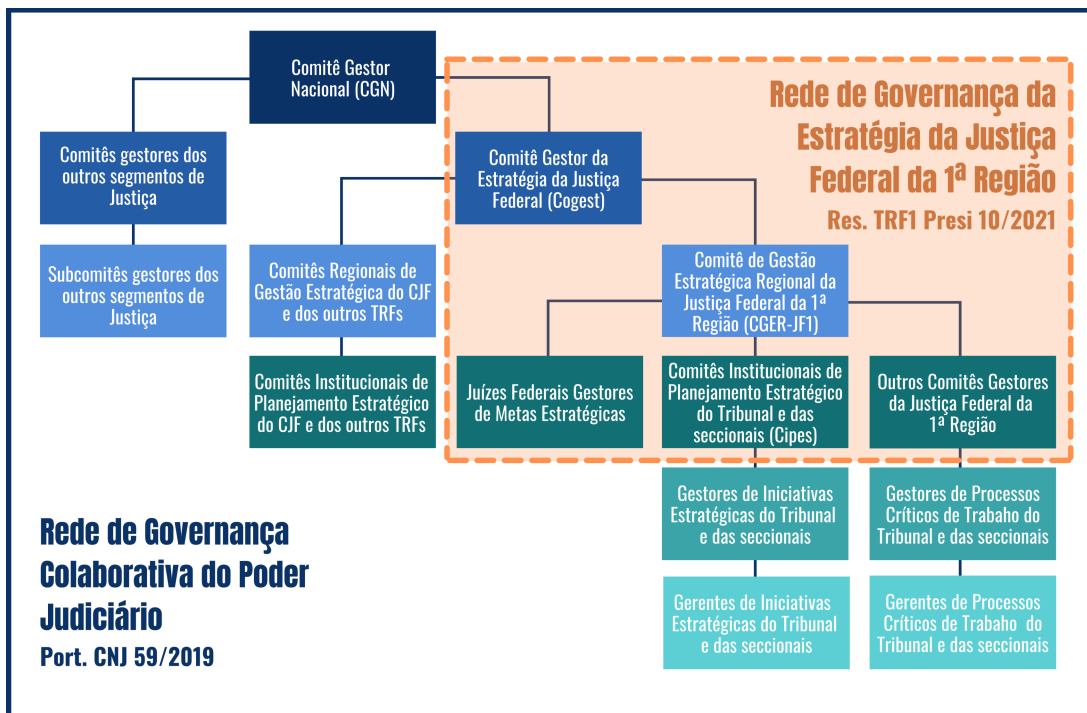 Comitê Gestor
Nacional (CGN)
Rede de Governança da
Estratégia da Justiça
Federal da 1ª Região
Res. TRF1 Presi 10/2021
Comitês gestores dos
outros segmentos de
Justiça
Comitê Gestor da
Estratégia da Justiça
Federal (Cogest)
Subcomitês gestores dos
outros segmentos de
Justiça
Comitês Regionais de
Gestão Estratégica do CJF
e dos outros TRFs
Comitê de Gestão
Estratégica Regional da
Justiça Federal da 1ª
Região (CGER-JF1)
Comitês Institucionais de
Planejamento Estratégico
do CJF e dos outros TRFs
Juízes Federais Gestores
de Metas Estratégicas
Comitês Institucionais de
Planejamento Estratégico
do Tribunal e das
seccionais (Cipes)
Outros Comitês Gestores
da Justiça Federal da
1ª Região
Gestores de Iniciativas
Estratégicas do Tribunal
e das seccionais
Gestores de Processos
Críticos de Trabaho do
Tribunal e das seccionais
Gerentes de Iniciativas
Estratégicas do Tribunal
e das seccionais
Gerentes de Processos
Críticos de Trabaho do
Tribunal e das seccionais
Rede de Governança
Colaborativa do Poder
Judiciário
Port. CNJ 59/2019